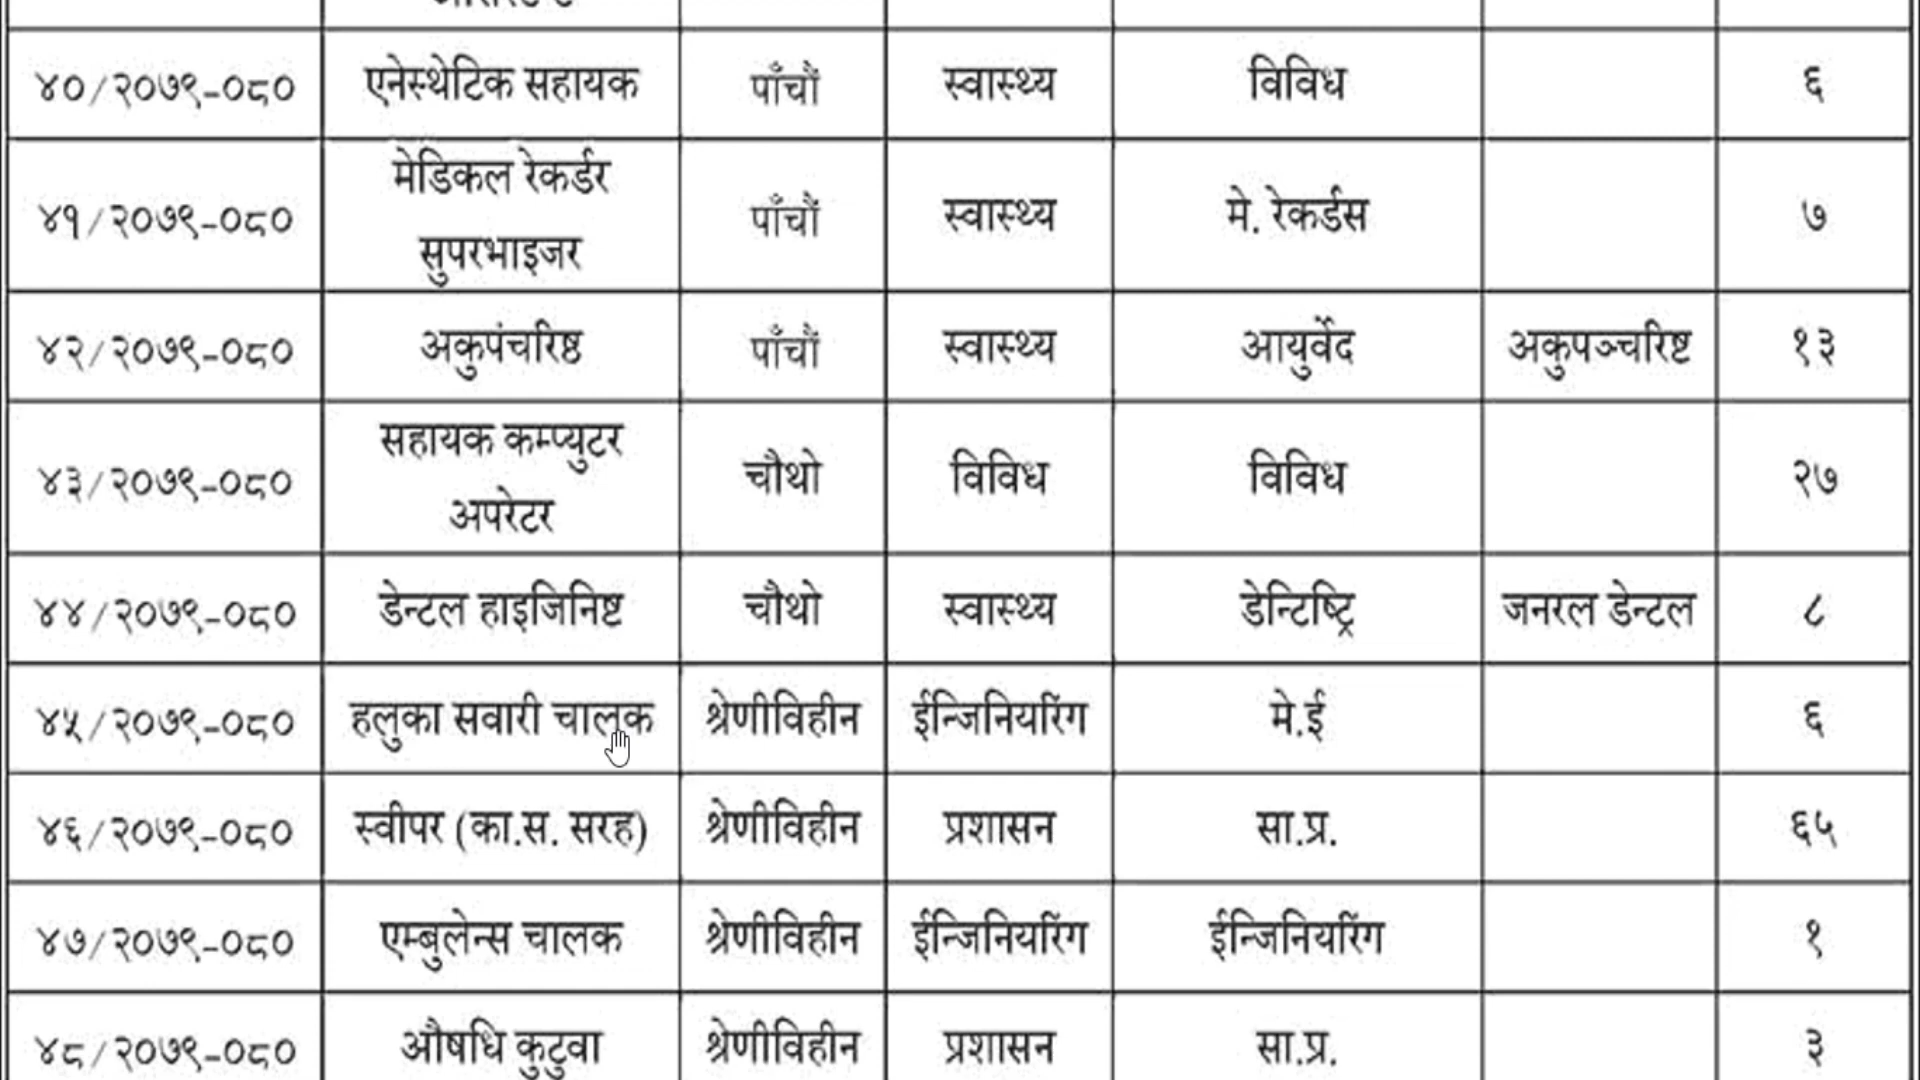 ४०/२०७९-०८० एनेस्थेटिक सहायक पाँचौं स्वास्थ्य विविध ६
४१/२०७९-०८० मेडिकल रेकर्डर सुपरभाइजर पाँचौं स्वास्थ्य मे. रेकर्डस ७
४२/२०७९-०८० अकुपंचरिष्ठ पाँचौं स्वास्थ्य आयुर्वेद अकुपञ्चरिष्ट १३
४३/२०७९-०८० सहायक कम्प्युटर अपरेटर चौथो विविध विविध २७
४४/२०७९-०८० डेन्टल हाइजिनिष्ट चौथो स्वास्थ्य डेन्टिष्ट्रि जनरल डेन्टल ८
४५/२०७९-०८० हलुका सवारी चालक श्रेणीविहीन ईन्जिनियरिंग मे.ई ६
४६/२०७९-०८० स्वीपर (का.स. सरह) श्रेणीविहीन प्रशासन सा.प्र. ६५
४७/२०७९-०८० एम्बुलेन्स चालक श्रेणीविहीन ईन्जिनियरिंग ईन्जिनियरिंग १
४८/२०७९-०८० औषधि कुटुवा श्रेणीविहीन प्रशासन सा.प्र. ३